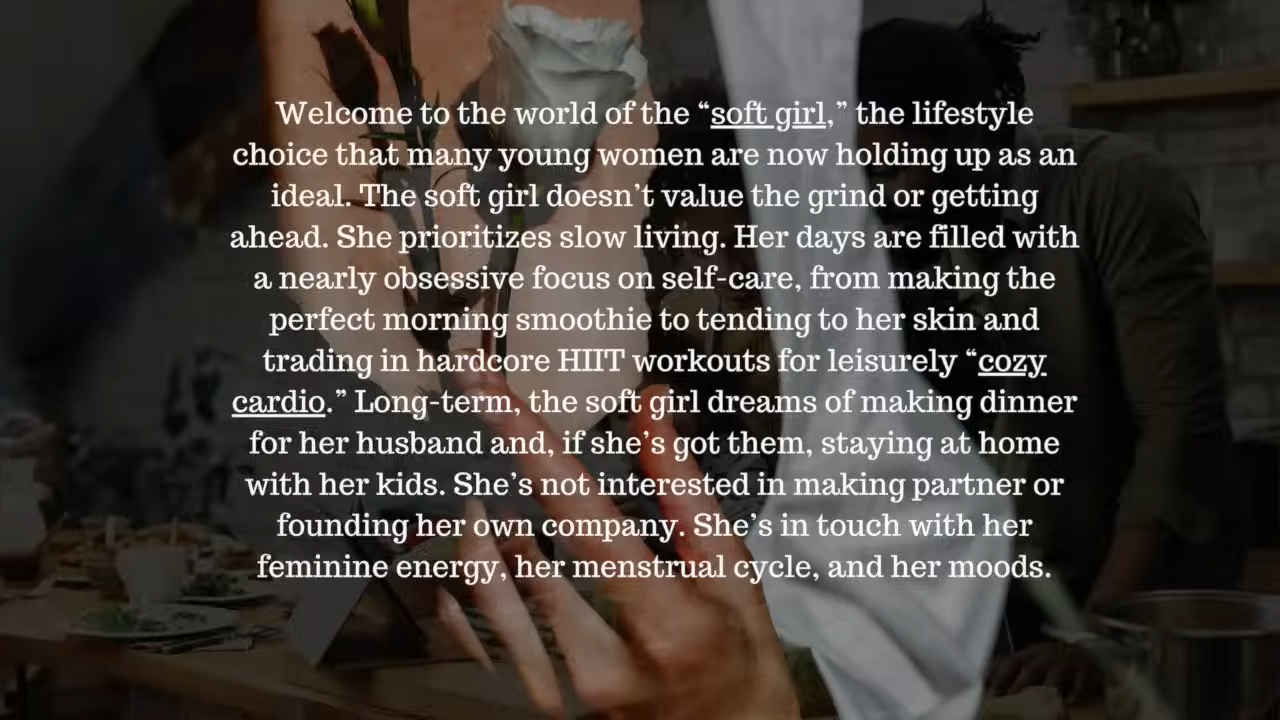 Welcome to the world of the “soft girl,” the lifestyle
choice that many young women are now holding up as an
ideal. The soft girl doesn’t value the grind or getting
ahead. She prioritizes slow living. Her days are filled with
a nearly obsessive focus on self-care, from making the
perfect morning smoothie to tending to her skin and
trading in hardcore HIIT workouts for leisurely “cozy
cardio.” Long-term, the soft girl dreams of making dinner
for her husband and, if she’s got them, staying at home
with her kids. She’s not interested in making partner or
founding her own company. She’s in touch with her
feminine energy, her menstrual cycle, and her moods.